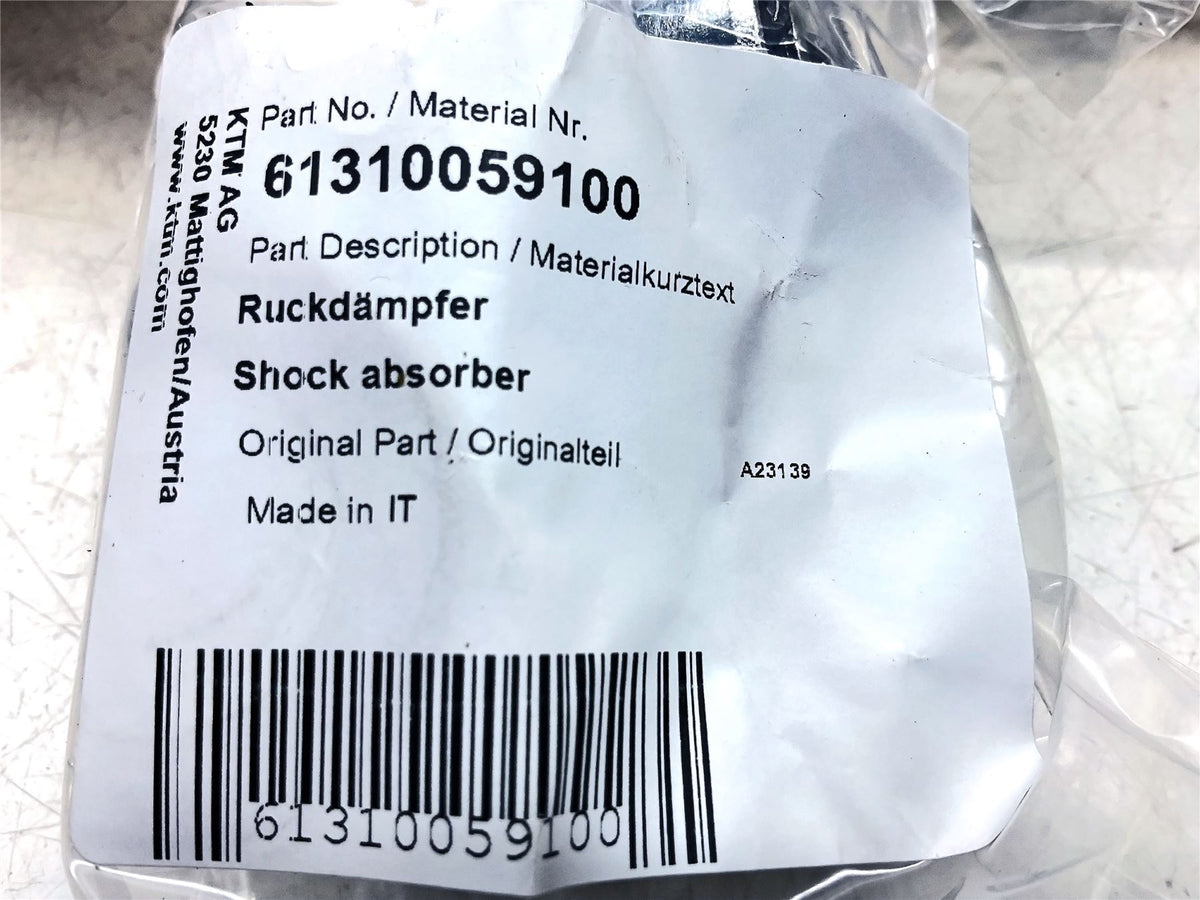 KTM AG
5230 Mattighofen/Austria
www.ktm.com
Part No. / Material Nr.
61310059100
Part Description / Materialkurztext
Ruckdämpfer
Shock absorber
Original Part / Originalteil
A23139
Made in IT
61310059100